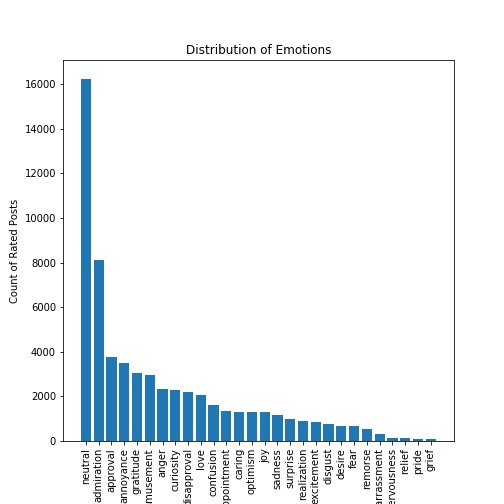 Distribution of Emotions
Count of Rated Posts
16000
14000
12000
10000
8000
6000
4000
2000
0
neutral
admiration
approval
annoyance
gratitude
musement
anger
curiosity
disapproval
love
confusion
ppointment
caring
optimism
joy
sadness
surprise
realization
excitement
disgust
desire
fear
remorse
arrassment
ervousness
relief
pride
grief